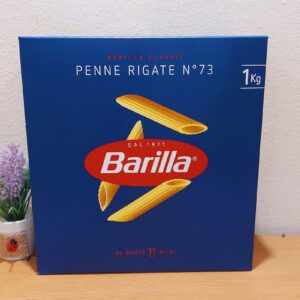 BARILLA CLASSIC
PENNE RIGATE N°73
1Kg
DAL 1877
Barilla®
AL DENTE 11 MIN.